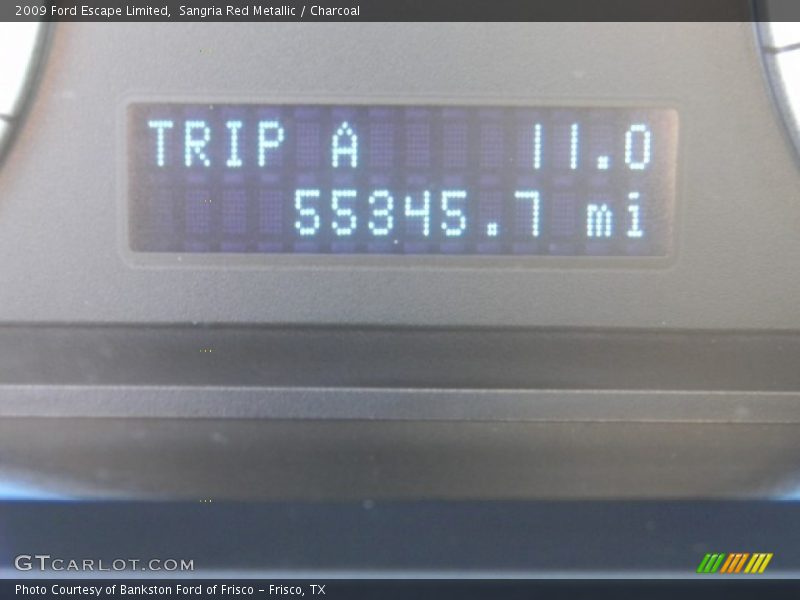 2009 Ford Escape Limited,  Sangria Red Metallic / Charcoal
TRIP A 11.0
55345.7 mi
GTCARLOT.COM
Photo Courtesy of Bankston Ford of Frisco - Frisco, TX